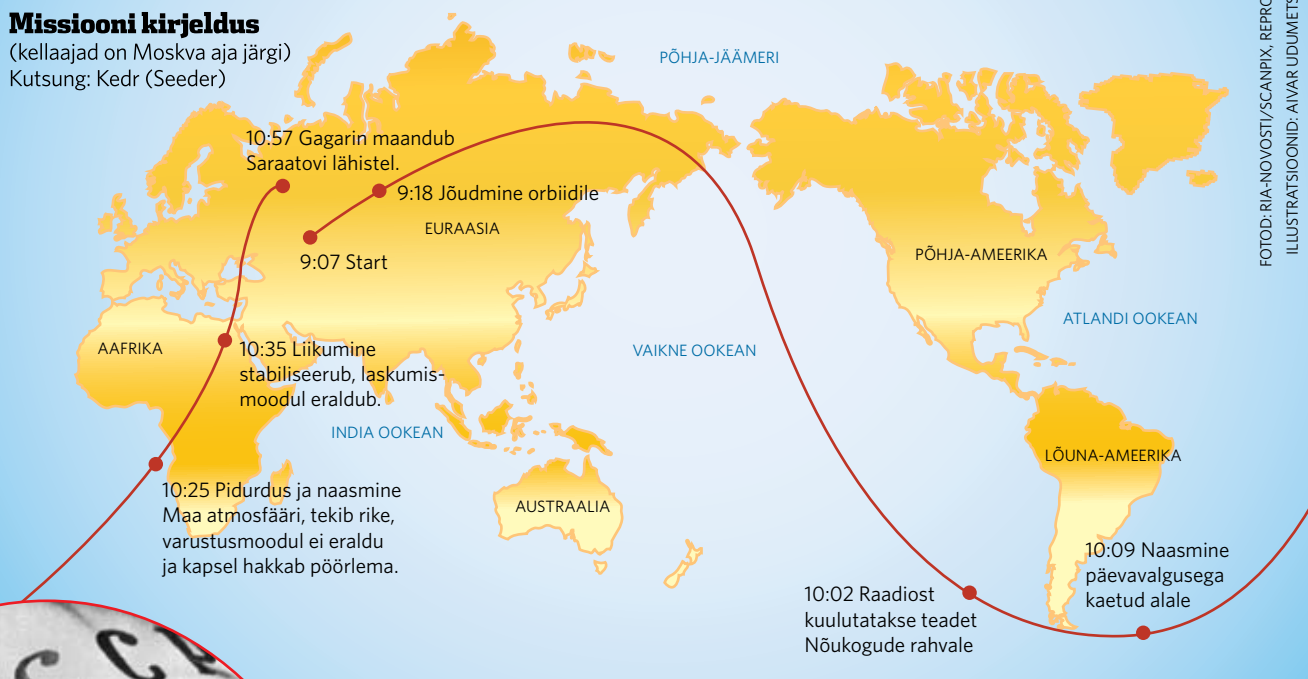 Missiooni kirjeldus
(kellaajad on Moskva aja järgi)
Kutsung: Kedr (Seeder)
PÕHJA-JÄÄMERI
10:57 Gagarin maandub
Saraatovi lähistel.
9:18 Jõudmine orbiidile
EURAASIA
9:07 Start
PÕHJA-AMEERIKA
ATLANDI OOKEAN
AAFRIKA
10:35 Liikumine
stabiliseerub, laskumis-
moodul eraldub.
VAIKNE OOKEAN
INDIA OOKEAN
LÕUNA-AMEERIKA
10:25 Pidurdus ja naasmine
Maa atmosfääri, tekib rike,
varustusmoodul ei eraldu
ja kapsel hakkab pöörlema.
AUSTRAALIA
10:02 Raadiost
kuulutatakse teadet
Nõukogude rahvale
10:09 Naasmine
päevavalgusega
kaetud alale
FOTOD: RIA-NOVOSTI/SCANPIX,
ILLUSTRATSIOONID: AIVAR